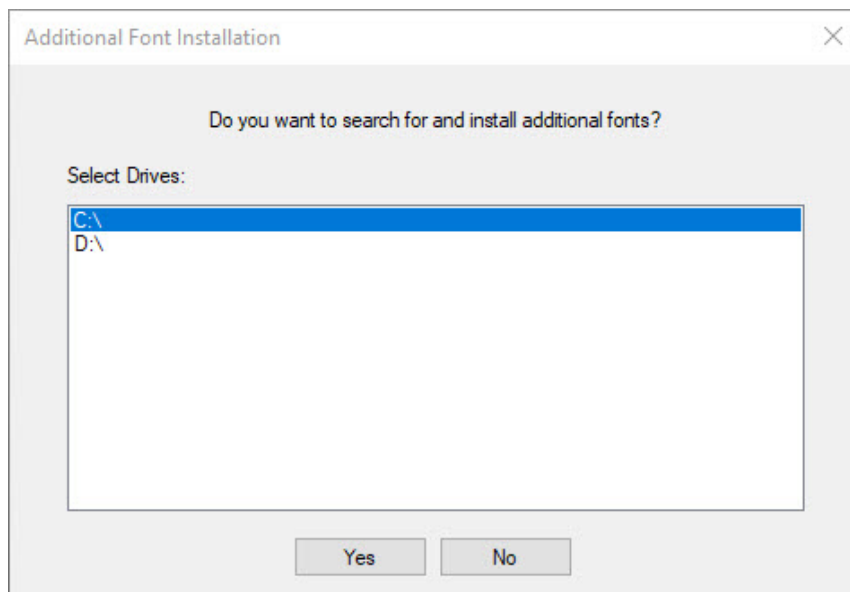 Additional Font Installation
Do you want to search for and install additional fonts?
Select Drives:
C:\
D:\
Yes No